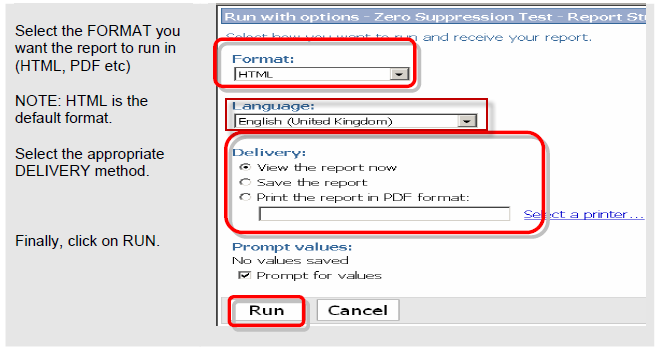 Select the FORMAT you
want the report to run in
(HTML, PDF etc)
NOTE: HTML is the
default format.
Select the appropriate
DELIVERY method.
Finally, click on RUN.
Run with options - Zero Suppression Test - Report Stu
Select how you want to run and receive your report.
Format:
HTML
Language:
English (United Kingdom)
Delivery:
View the report now
Save the report
Print the report in PDF format:
Select a printer...
Prompt values:
No values saved
Prompt for values
Run Cancel